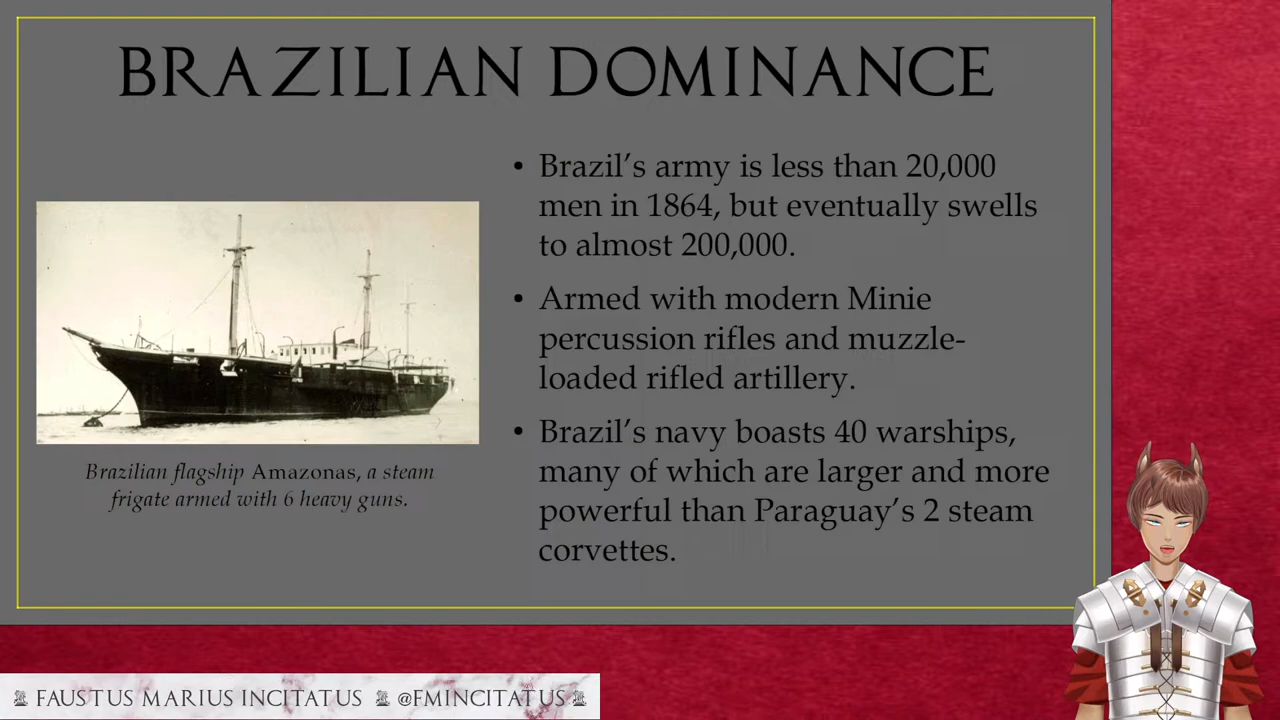 BRAZILIAN DOMINANCE
• Brazil’s army is less than 20,000
men in 1864, but eventually swells
to almost 200,000.
• Armed with modern Minie
percussion rifles and muzzle-
loaded rifled artillery.
• Brazil’s navy boasts 40 warships,
many of which are larger and more
powerful than Paraguay’s 2 steam
corvettes.
Brazilian flagship Amazonas, a steam
frigate armed with 6 heavy guns.
FAUSTUS MARIUS INCITATUS @FMINCITATUS